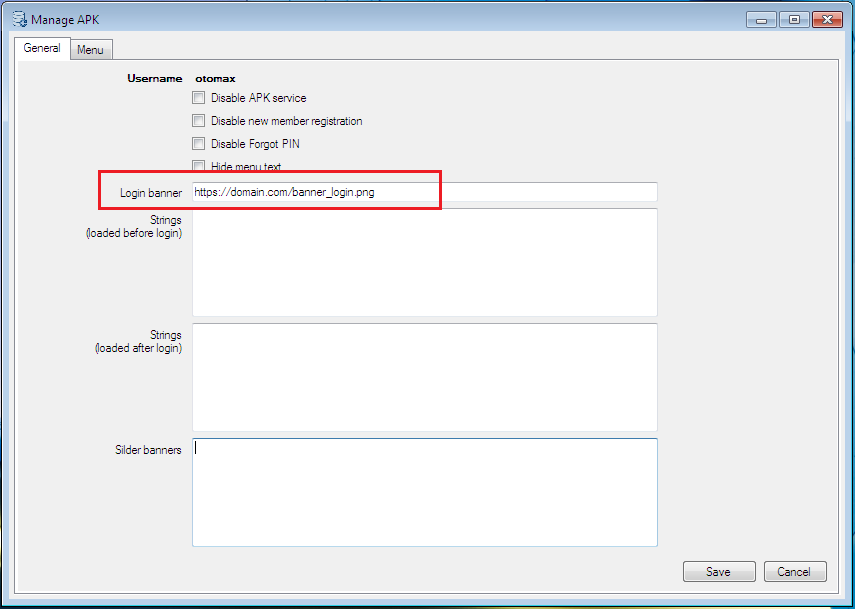 Manage APK
General
Menu
Username otomax
Disable APK service
Disable new member registration
Disable Forgot PIN
Hide menu text
Login banner https://domain.com/banner_login.png
Strings
(loaded before login)
Strings
(loaded after login)
Silder banners
Save
Cancel